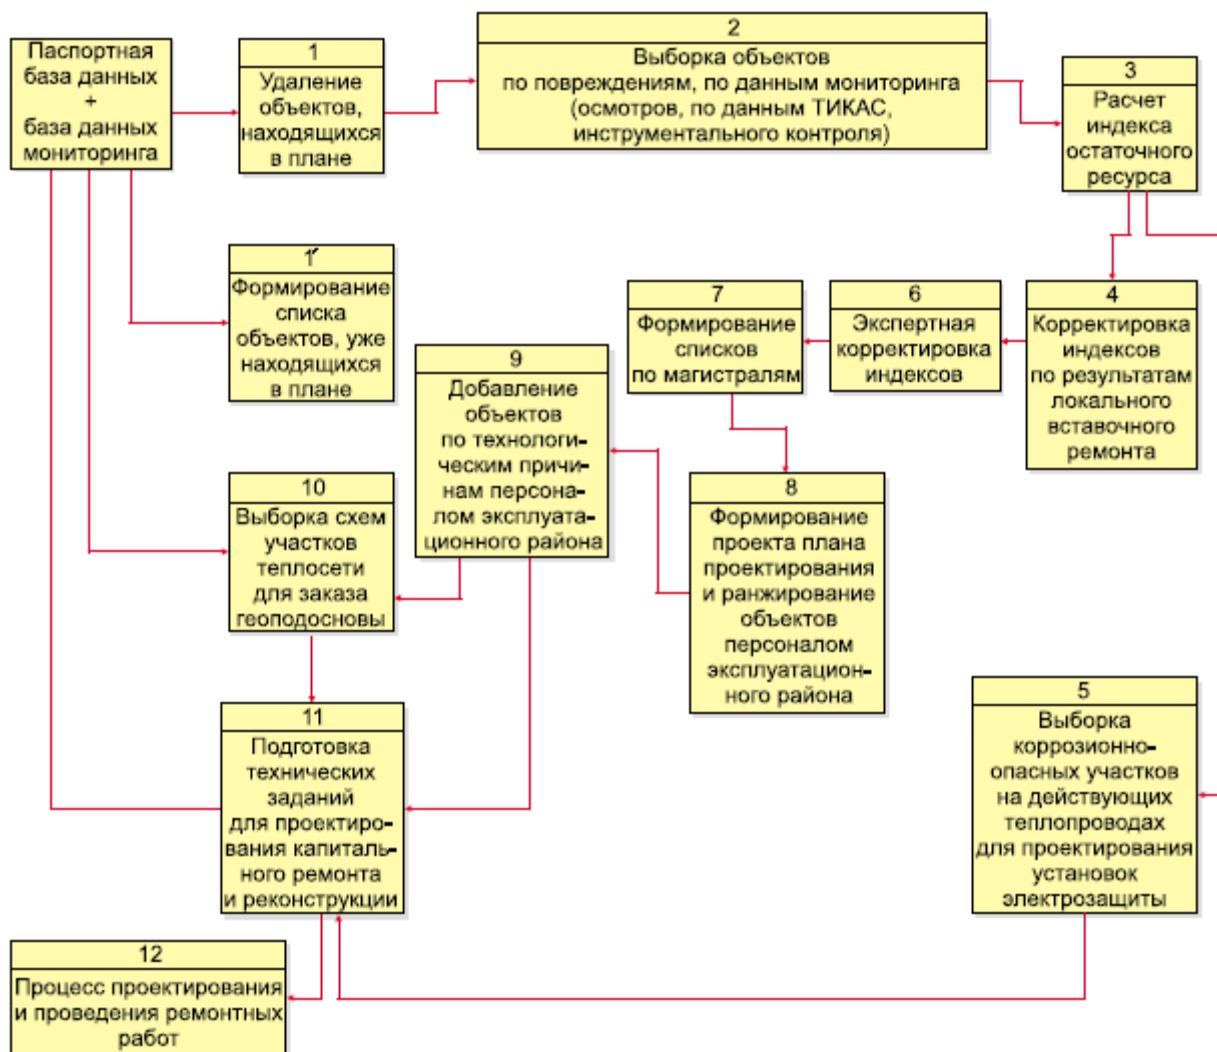 Паспортная
база данных
+
база данных
мониторинга
1
Удаление
объектов,
находящихся
в плане
2
Выборка объектов
по повреждениям, по данным мониторинга
(осмотров, по данным ТИКАС,
инструментального контроля)
3
Расчет
индекса
остаточного
ресурса
1'
Формирование
списка
объектов, уже
находящихся
в плане
9
Добавление
объектов
по технологи-
ческим причи-
нам персона-
лом эксплуата-
ционного района
7
Формирование
списков
по магистралям
6
Экспертная
корректировка
индексов
4
Корректировка
индексов
по результатам
локального
вставочного
ремонта
10
Выборка схем
участков
теплосети
для заказа
геоподосновы
8
Формирование
проекта плана
проектирования
и ранжирование
объектов
персоналом
эксплуатацион-
ного района
11
Подготовка
технических
заданий
для проектиро-
вания капиталь-
ного ремонта
и реконструкции
5
Выборка
коррозионно-
опасных участков
на действующих
теплопроводах
для проектирования
установок
электрозащиты
12
Процесс проектирования
и проведения ремонтных
работ